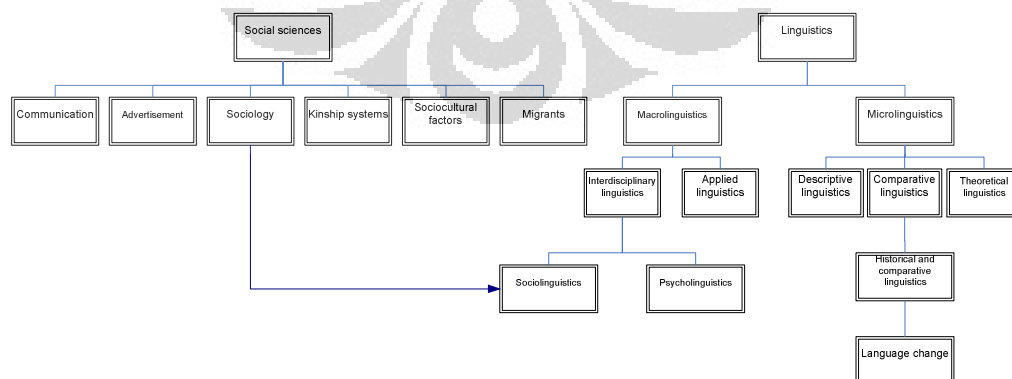 Social sciences
Linguistics
Communication
Advertisement
Sociology
Kinship systems
Sociocultural
factors
Migrants
Macrolinguistics
Microlinguistics
Interdisciplinary
linguistics
Applied
linguistics
Descriptive
linguistics
Comparative
linguistics
Theoretical
linguistics
Sociolinguistics
Psycholinguistics
Historical and
comparative
linguistics
Language change